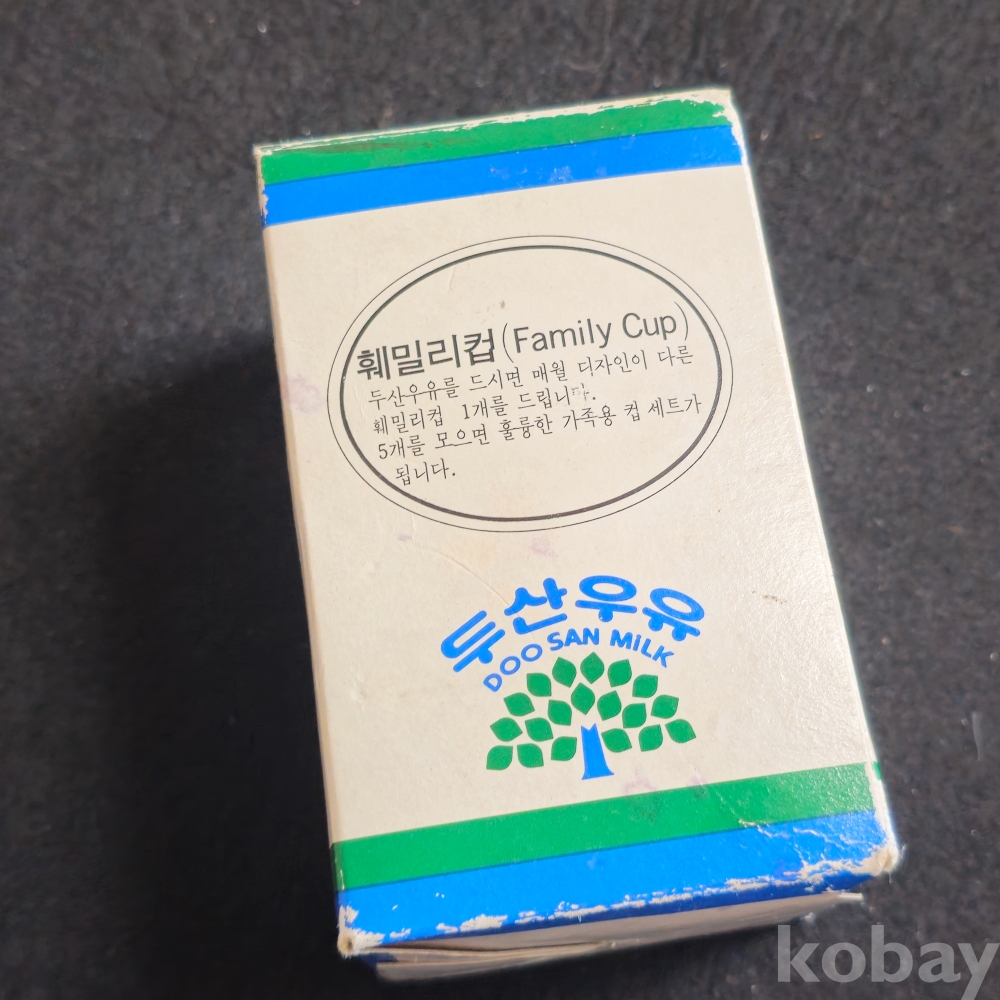 훼밀리컵(Family Cup)
두산우유를 드시면 매월 디자인이 다른
훼밀리컵 1개를 드립니다.
5개를 모으면 훌륭한 가족용 컵 세트가
됩니다.
두산우유
DOOSAN MILK
kobay